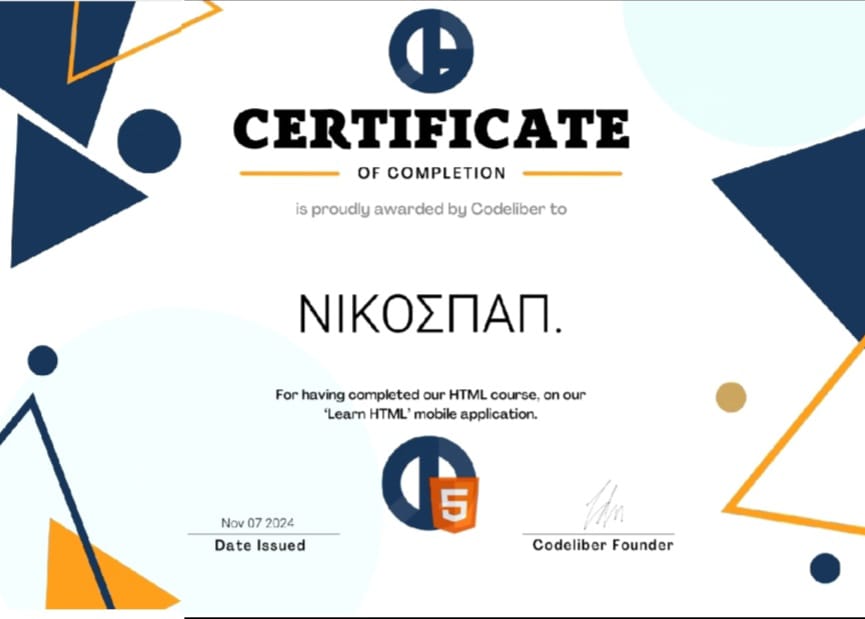 CERTIFICATE
OF COMPLETION
is proudly awarded by Codeliber to
ΝΙΚΟΣΠΑΠ.
For having completed our HTML course, on our
‘Learn HTML’ mobile application.
5
Nov 07 2024
Date Issued
Codeliber Founder